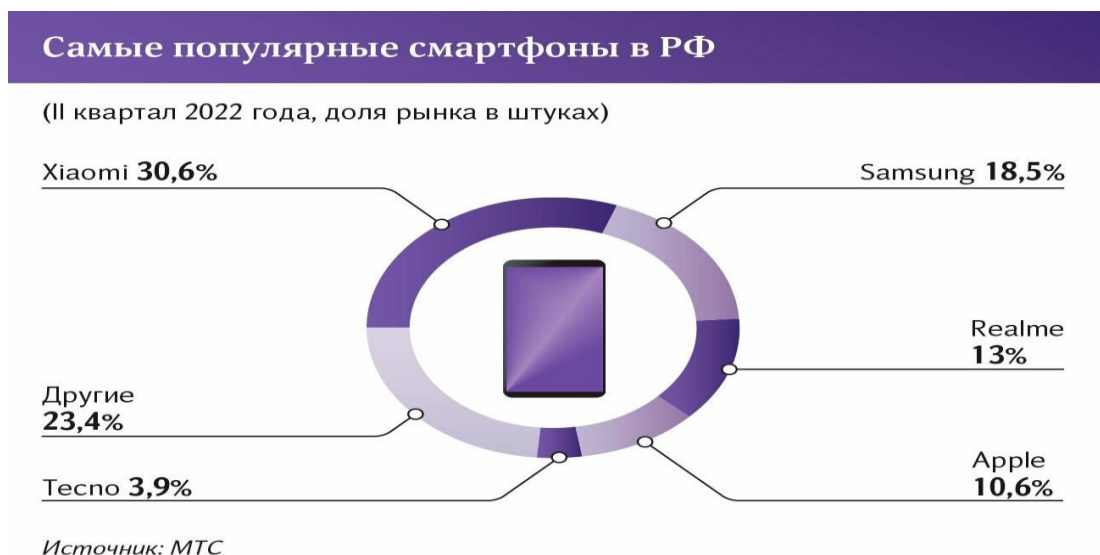 Самые популярные смартфоны в РФ
(II квартал 2022 года, доля рынка в штуках)
Xiaomi 30,6%
Samsung 18,5%
Realme
13%
Другие
23,4%
Apple
10,6%
Tecno 3,9%
Источник: МТС